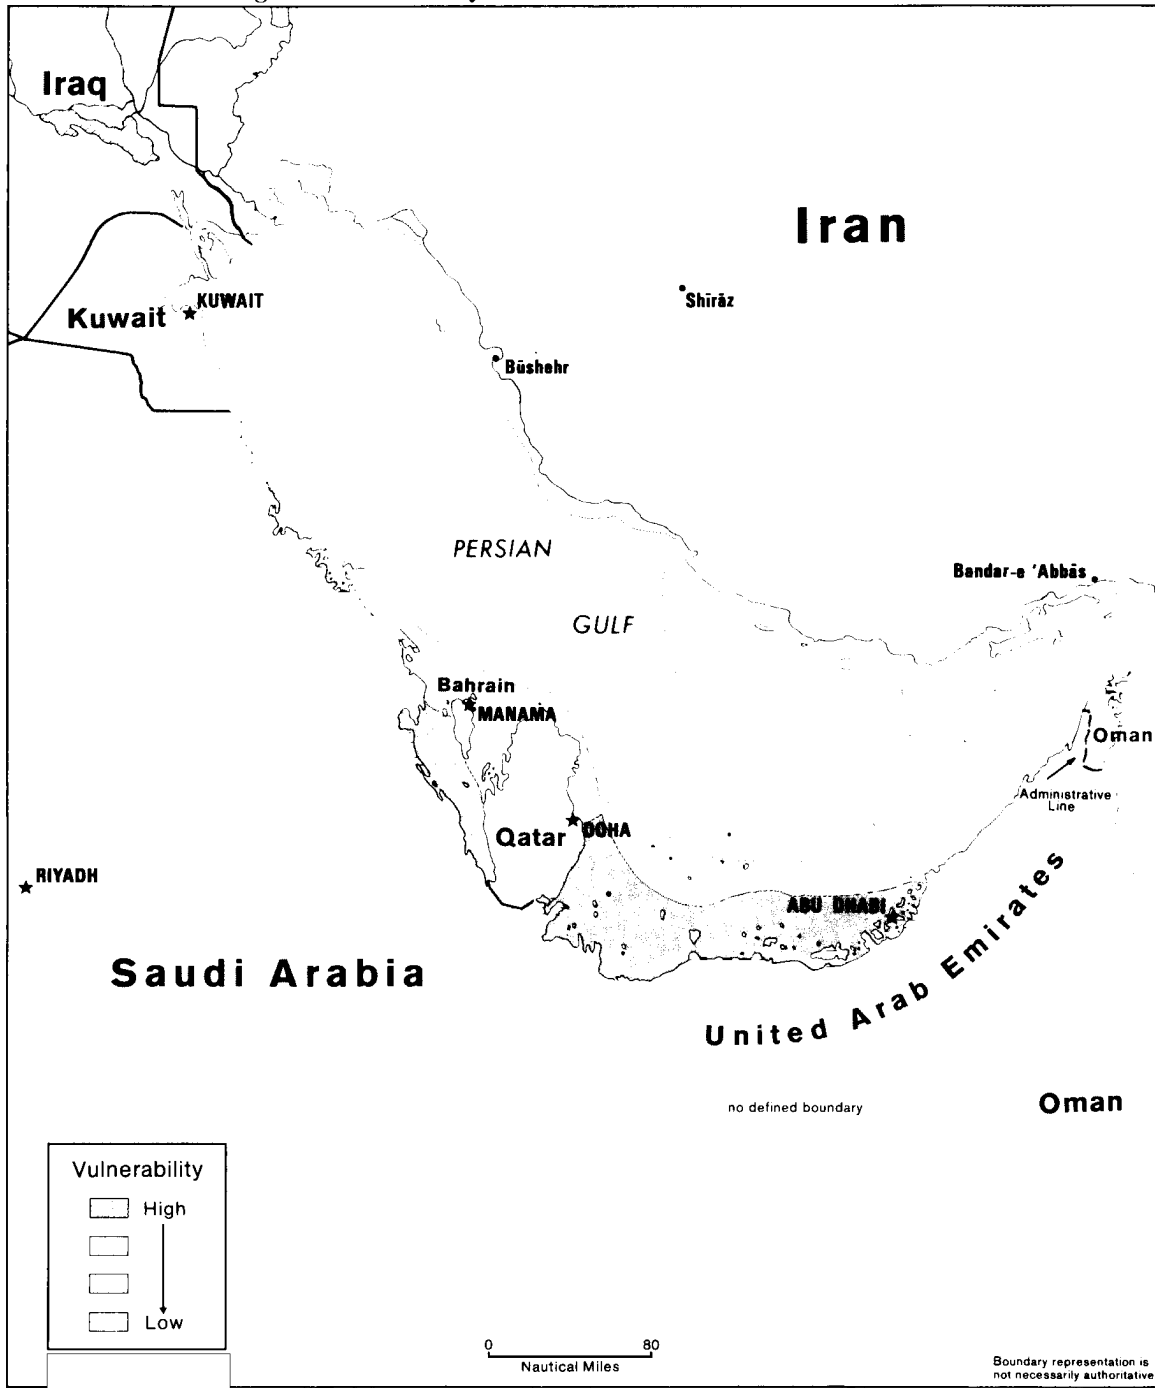 Iraq
Iran
Shīrāz
KUWAIT
Kuwait
Būshehr
PERSIAN
GULF
Bandar-e 'Abbās
Bahrain
MANAMA
Oman
Administrative
Line
Qatar
DOHA
RIYADH
ABU DHABI
Saudi Arabia
United Arab Emirates
no defined boundary
Oman
Vulnerability
High
Low
0 80
Nautical Miles
Boundary representation is
not necessarily authoritative